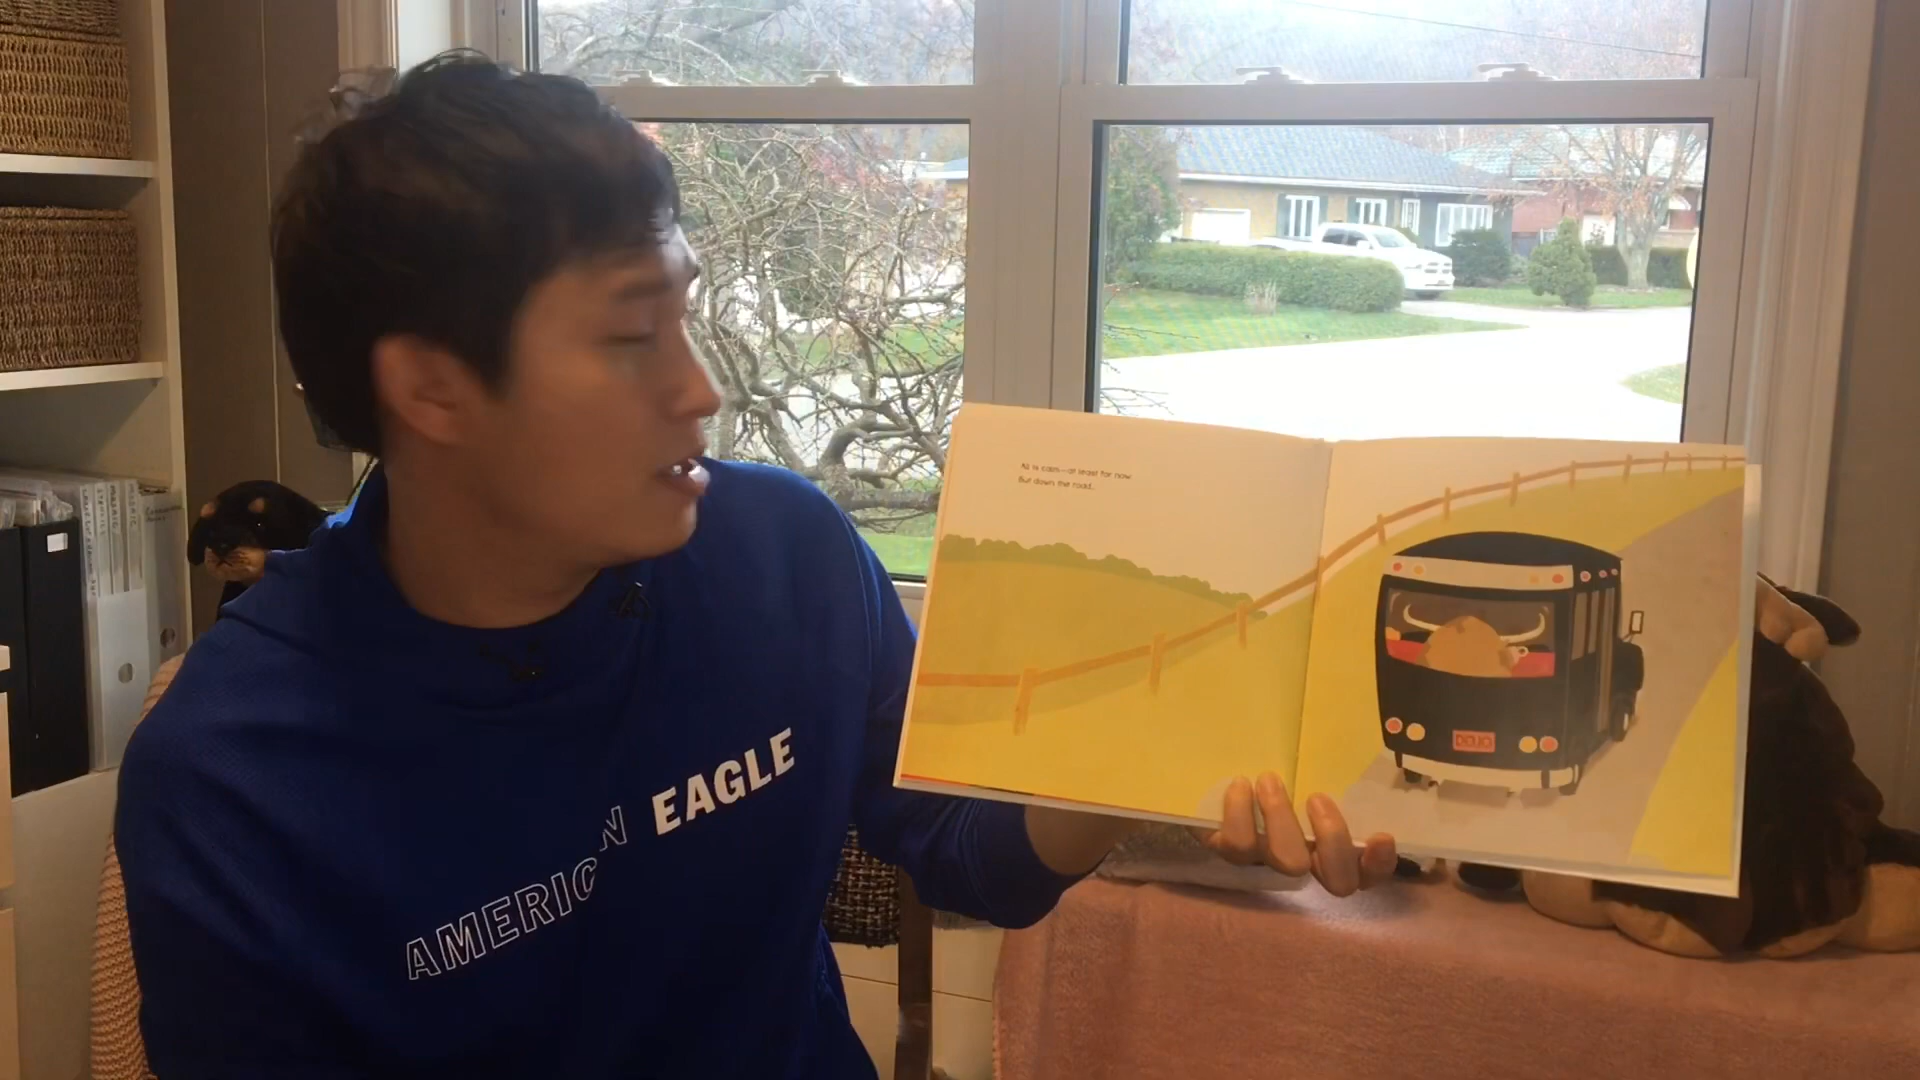 All is calm—at least for now.
But down the road...
DOJO
AMERICAN EAGLE